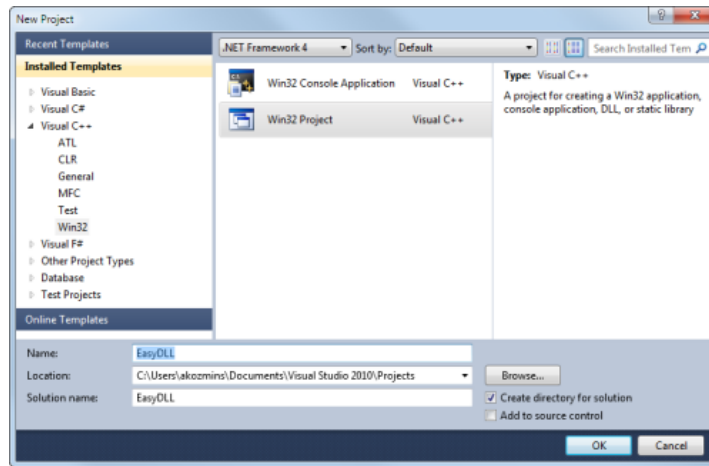 New Project
Recent Templates
.NET Framework 4 Sort by: Default Search Installed Tem
Installed Templates
Visual Basic
Visual C#
Visual C++
ATL
CLR
General
MFC
Test
Win32
Visual F#
Other Project Types
Database
Test Projects
Online Templates
Win32 Console Application Visual C++
Win32 Project Visual C++
Type: Visual C++
A project for creating a Win32 application,
console application, DLL, or static library
Name: EasyDLL
Location: C:\Users\akozmins\Documents\Visual Studio 2010\Projects Browse...
Solution name: EasyDLL
Create directory for solution
Add to source control
OK Cancel